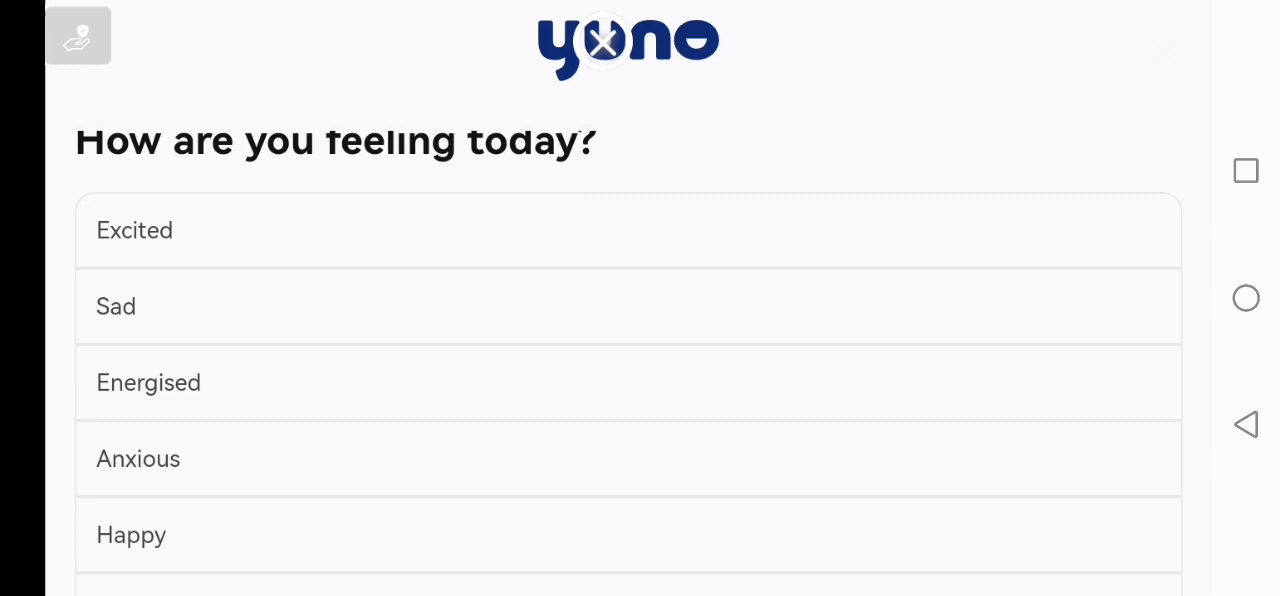 yono
How are you feeling today?
Excited
Sad
Energised
Anxious
Happy